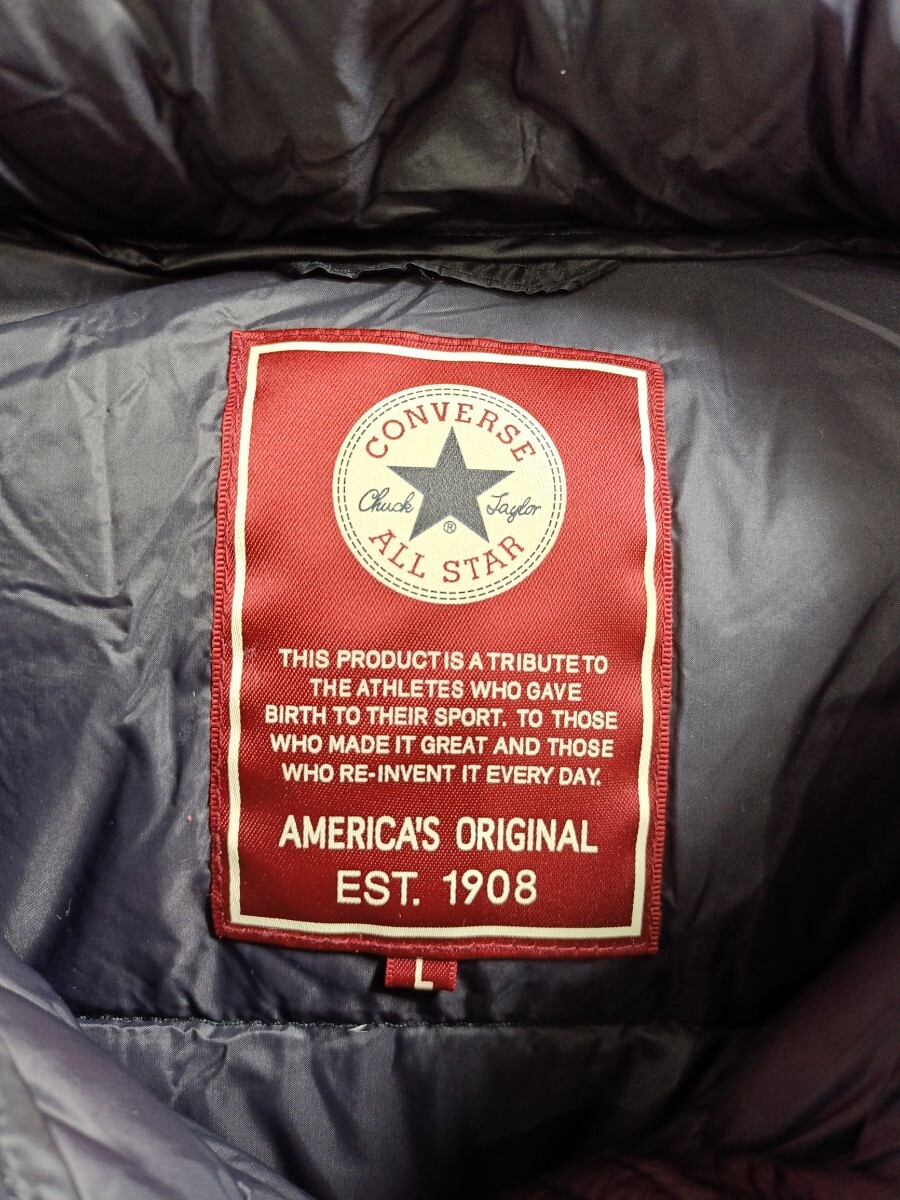 CONVERSE
Chuck Taylor
®
ALL STAR
THIS PRODUCT IS A TRIBUTE TO
THE ATHLETES WHO GAVE
BIRTH TO THEIR SPORT. TO THOSE
WHO MADE IT GREAT AND THOSE
WHO RE-INVENT IT EVERY DAY.
AMERICA'S ORIGINAL
EST. 1908
L